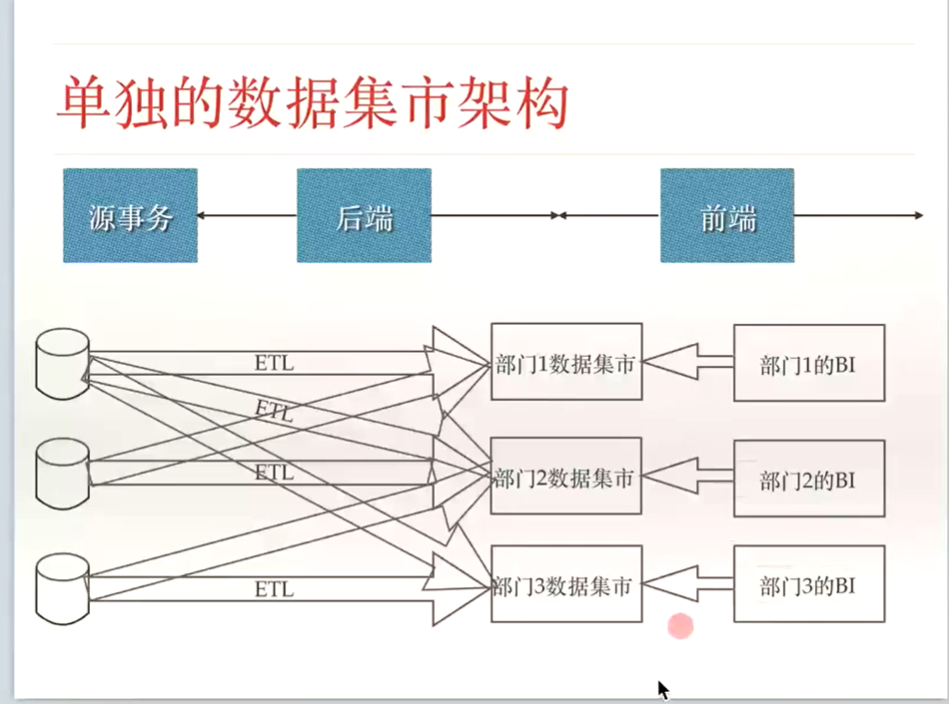 单独的数据集市架构
源事务
后端
前端
ETL
部门1数据集市
部门1的BI
ETL
ETL
部门2数据集市
部门2的BI
ETL
部门3数据集市
部门3的BI